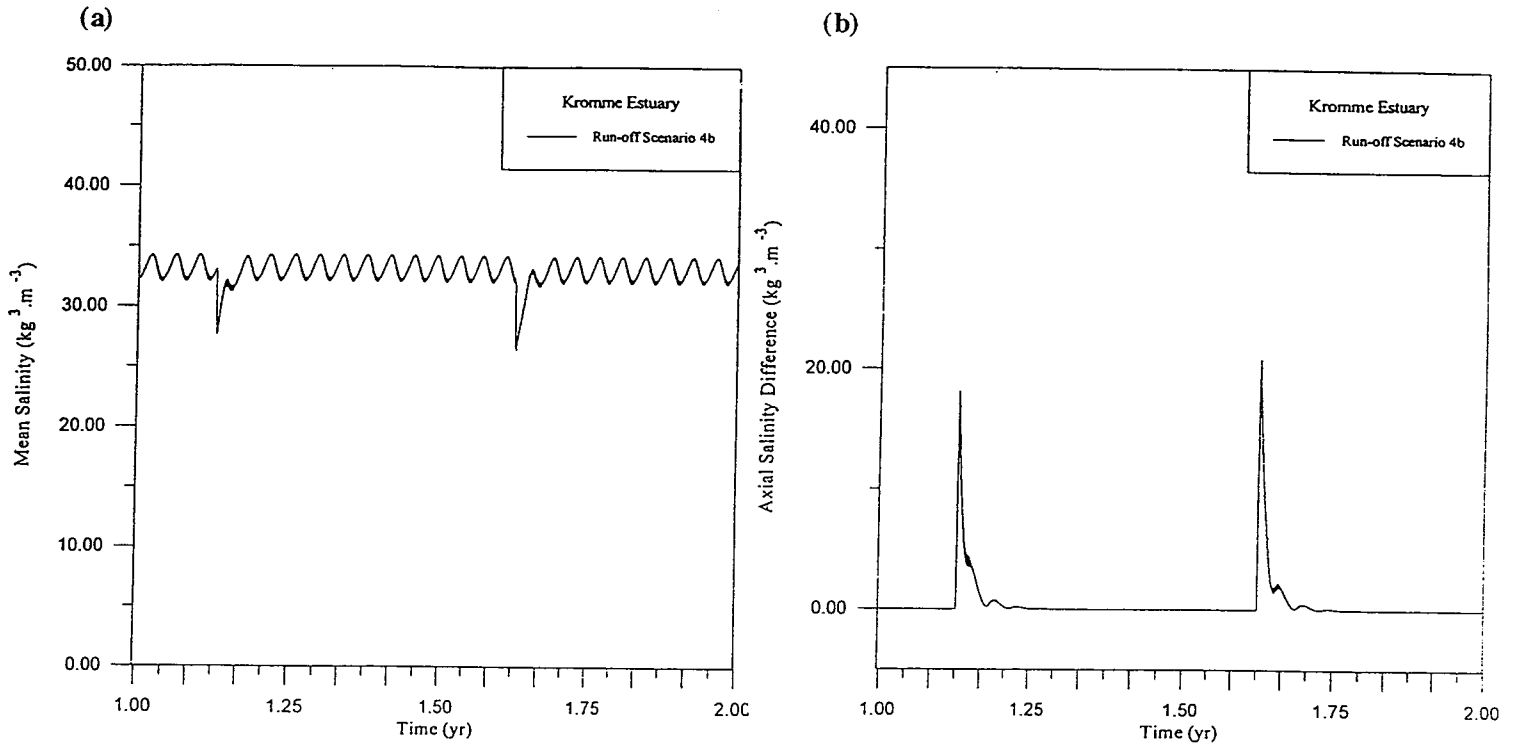 (a)
50.00
40.00
30.00
20.00
10.00
0.00
Mean Salinity (kg ³.m ⁻³)
Kromme Estuary
Run-off Scenario 4b
1.00
1.25
1.50
1.75
2.00
Time (yr)
(b)
40.00
20.00
0.00
Axial Salinity Difference (kg ³.m ⁻³)
Kromme Estuary
Run-off Scenario 4b
1.00
1.25
1.50
1.75
2.00
Time (yr)